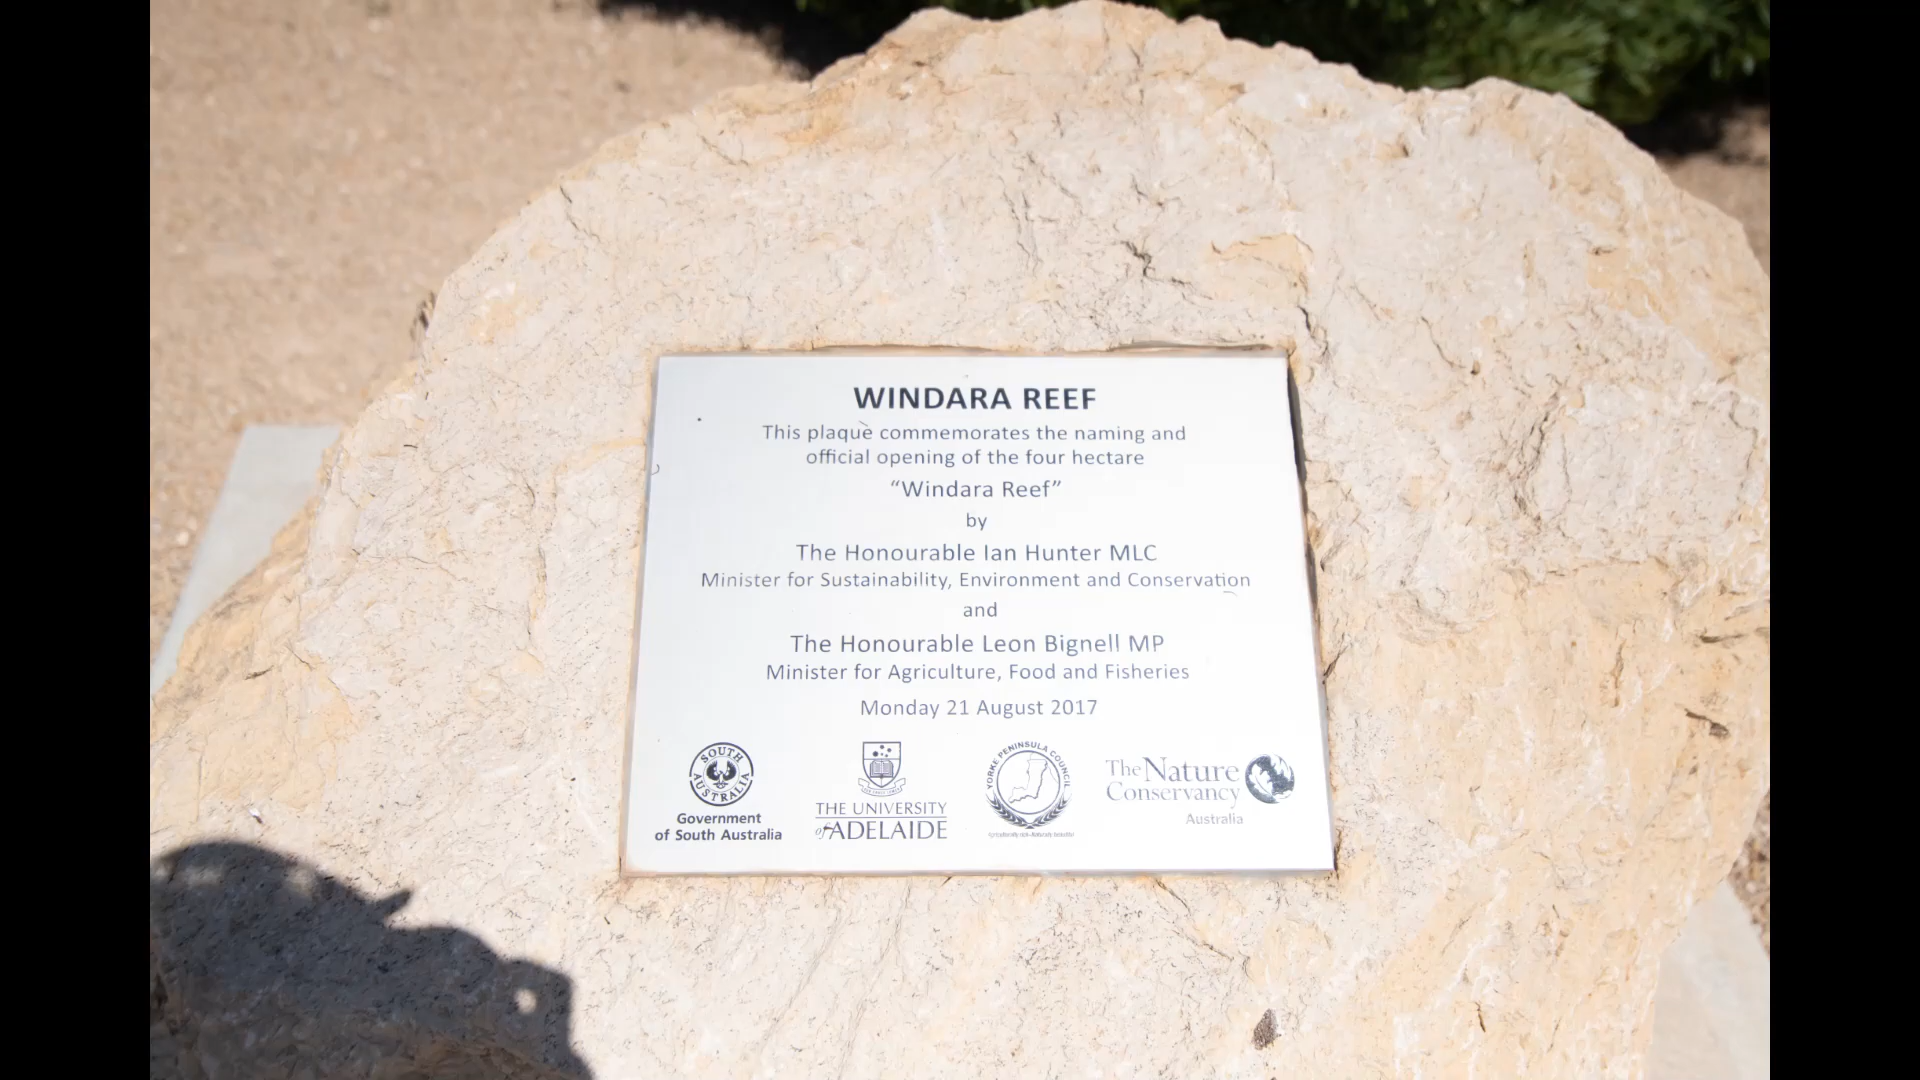 WINDARA REEF
This plaque commemorates the naming and
official opening of the four hectare
“Windara Reef”
by
The Honourable Ian Hunter MLC
Minister for Sustainability, Environment and Conservation
and
The Honourable Leon Bignell MP
Minister for Agriculture, Food and Fisheries
Monday 21 August 2017
SOUTH AUSTRALIA
Government
of South Australia
THE UNIVERSITY
of ADELAIDE
YORKE PENINSULA COUNCIL
The Nature
Conservancy
Australia